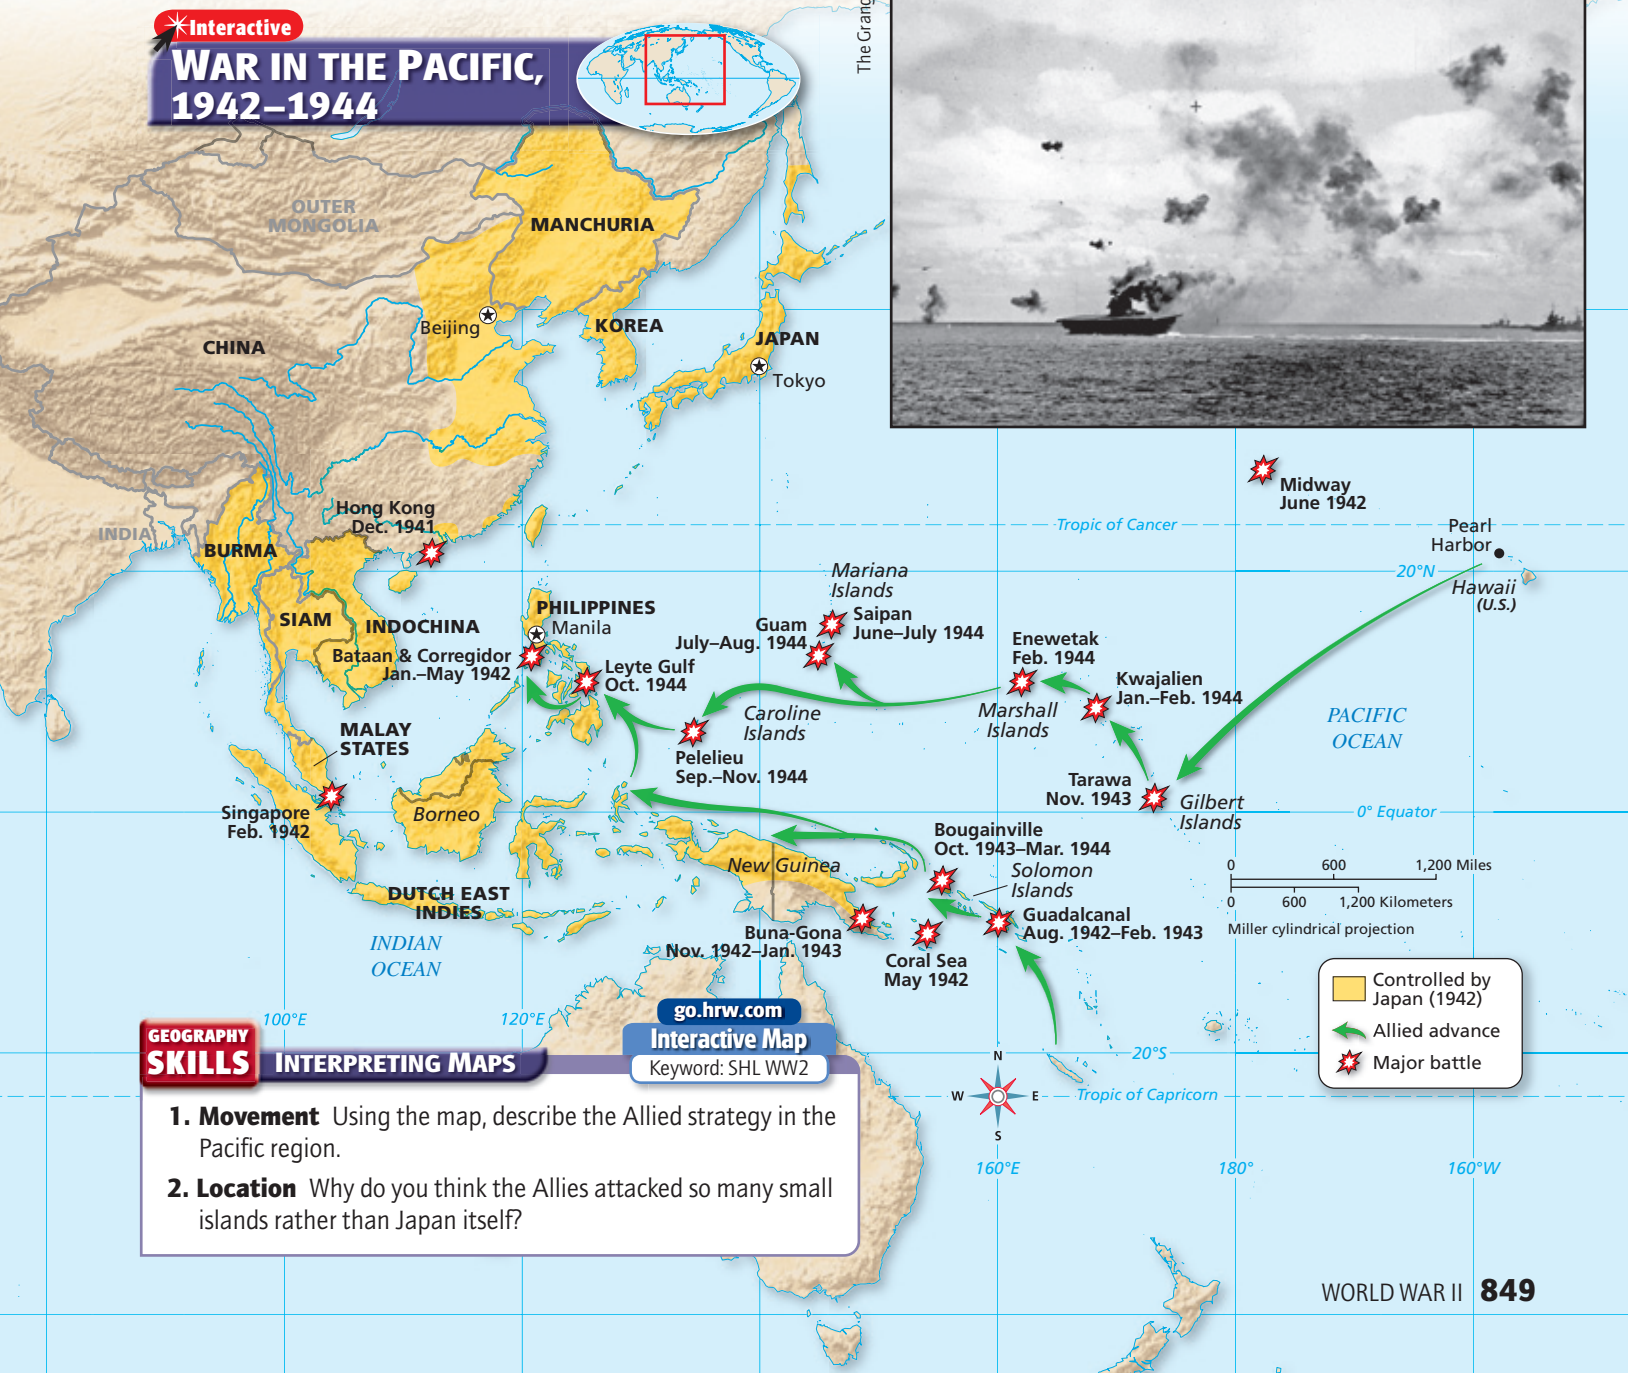 Interactive
WAR IN THE PACIFIC,
1942–1944
The Grang
OUTER
MONGOLIA
MANCHURIA
Beijing
KOREA
JAPAN
Tokyo
CHINA
Hong Kong
Dec. 1941
INDIA
BURMA
SIAM
INDOCHINA
PHILIPPINES
Manila
Bataan & Corregidor
Jan.–May 1942
Leyte Gulf
Oct. 1944
Mariana
Islands
Saipan
June–July 1944
Guam
July–Aug. 1944
Enewetak
Feb. 1944
Kwajalien
Jan.–Feb. 1944
Marshall
Islands
Caroline
Islands
Pelelieu
Sep.–Nov. 1944
Midway
June 1942
Tropic of Cancer
Pearl
Harbor
20°N
Hawaii
(U.S.)
PACIFIC
OCEAN
MALAY
STATES
Singapore
Feb. 1942
Borneo
Tarawa
Nov. 1943
Gilbert
Islands
0° Equator
Bougainville
Oct. 1943–Mar. 1944
Solomon
Islands
New Guinea
Guadalcanal
Aug. 1942–Feb. 1943
Buna-Gona
Nov. 1942–Jan. 1943
Coral Sea
May 1942
DUTCH EAST
INDIES
INDIAN
OCEAN
0 600 1,200 Miles
0 600 1,200 Kilometers
Miller cylindrical projection
Controlled by
Japan (1942)
Allied advance
Major battle
100°E
120°E
20°S
N
W E
S
Tropic of Capricorn
160°E
180°
160°W
go.hrw.com
Interactive Map
Keyword: SHL WW2
GEOGRAPHY
SKILLS
INTERPRETING MAPS
1. Movement Using the map, describe the Allied strategy in the
Pacific region.
2. Location Why do you think the Allies attacked so many small
islands rather than Japan itself?
WORLD WAR II 849